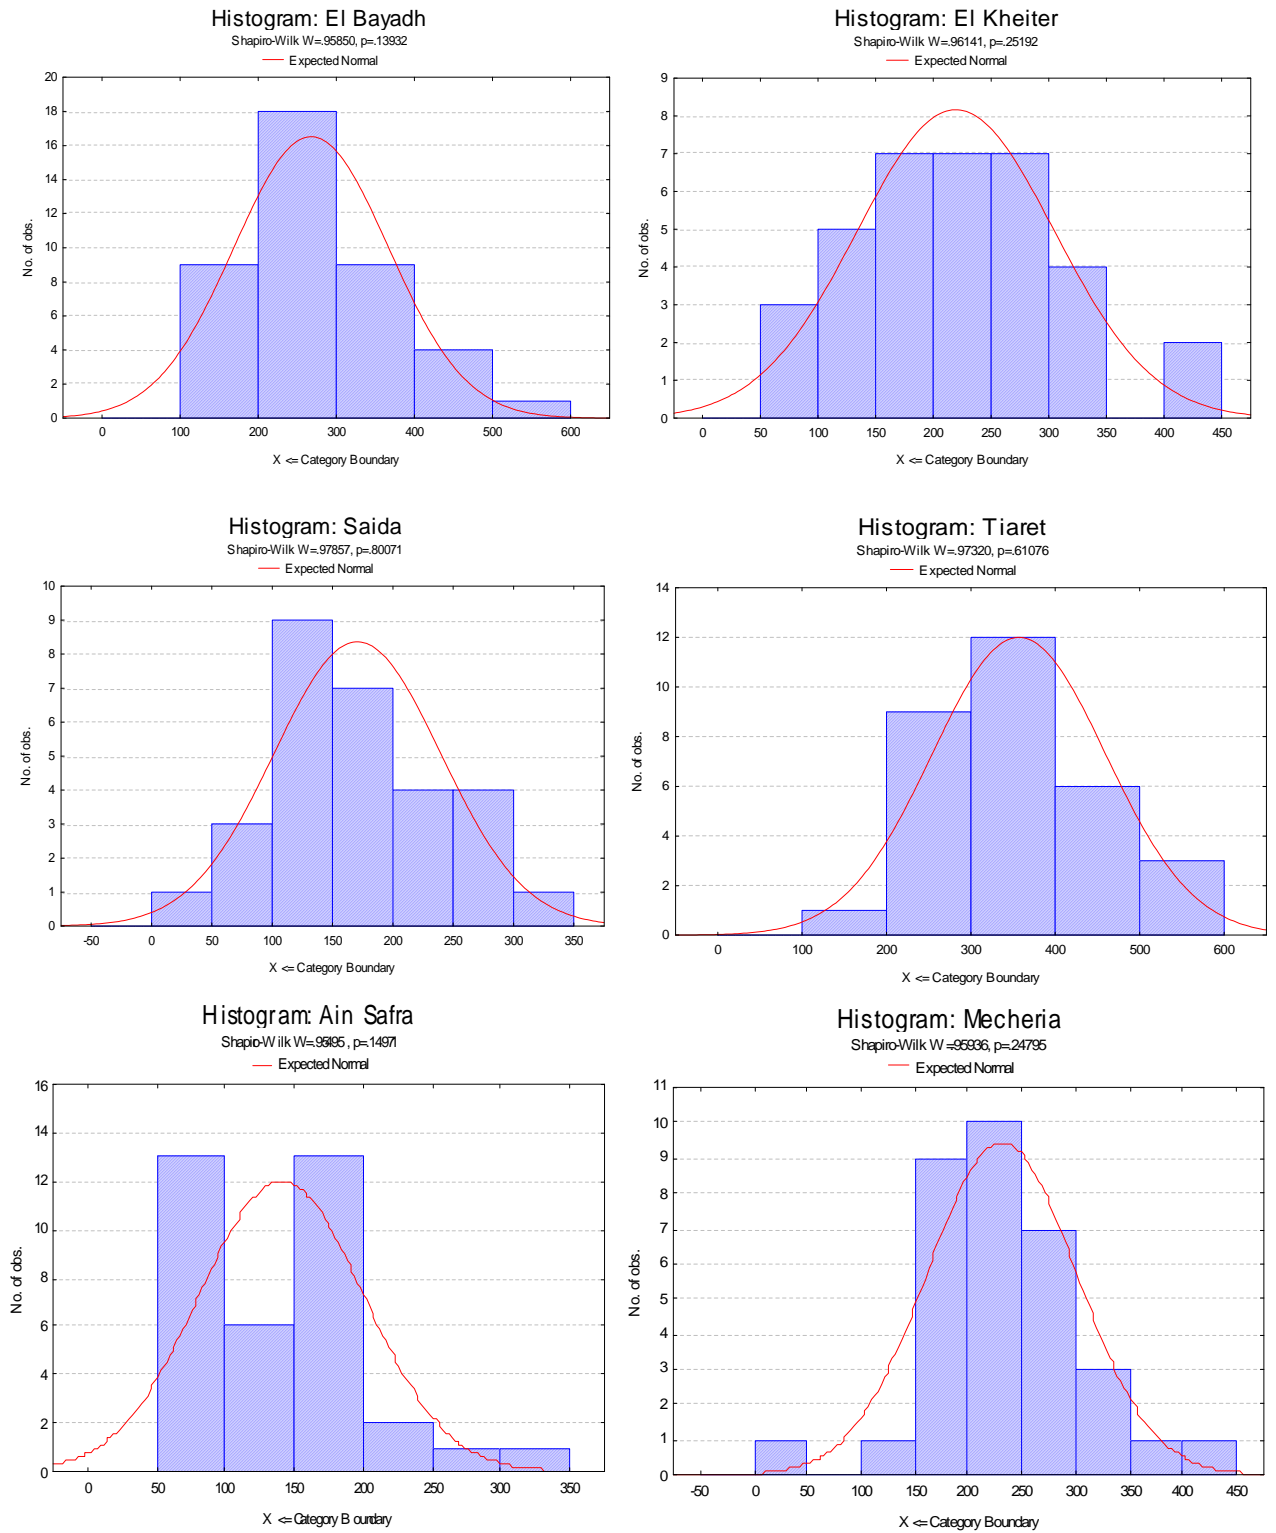 Histogram: El Bayadh
Shapiro-Wilk W=.95850, p=.13932
Expected Normal
20
18
16
14
12
10
8
6
4
2
0
No. of obs.
0 100 200 300 400 500 600
X <= Category Boundary
Histogram: El Kheiter
Shapiro-Wilk W=.96141, p=.25192
Expected Normal
9
8
7
6
5
4
3
2
1
0
No. of obs.
0 50 100 150 200 250 300 350 400 450
X <= Category Boundary
Histogram: Saida
Shapiro-Wilk W=.97857, p=.80071
Expected Normal
10
9
8
7
6
5
4
3
2
1
0
No. of obs.
-50 0 50 100 150 200 250 300 350
X <= Category Boundary
Histogram: Tiaret
Shapiro-Wilk W=.97320, p=.61076
Expected Normal
14
12
10
8
6
4
2
0
No. of obs.
0 100 200 300 400 500 600
X <= Category Boundary
Histogram: Ain Safra
Shapiro-Wilk W=.95495, p=.14971
Expected Normal
16
14
12
10
8
6
4
2
0
No. of obs.
0 50 100 150 200 250 300 350
X <= Category Boundary
Histogram: Mecheria
Shapiro-Wilk W=.95936, p=.24795
Expected Normal
11
10
9
8
7
6
5
4
3
2
1
0
No. of obs.
-50 0 50 100 150 200 250 300 350 400 450
X <= Category Boundary